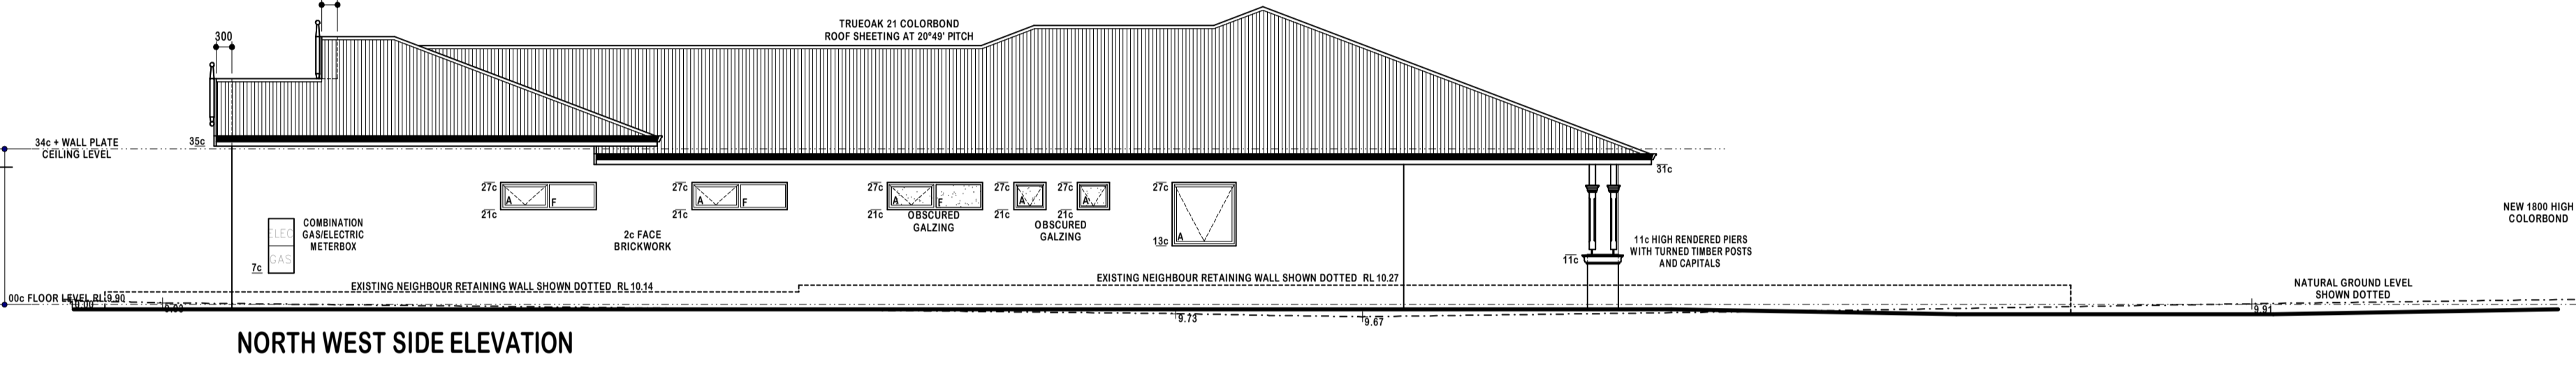 TRUEOAK 21 COLORBOND
ROOF SHEETING AT 20°49' PITCH
300
34c + WALL PLATE
CEILING LEVEL
35c
31c
27c
A
F
21c
27c
A
F
21c
27c
A
F
21c
OBSCURED
GALZING
27c
A
21c
27c
A
21c
OBSCURED
GALZING
27c
A
13c
COMBINATION
GAS/ELECTRIC
METERBOX
ELEC
GAS
7c
2c FACE
BRICKWORK
11c
11c HIGH RENDERED PIERS
WITH TURNED TIMBER POSTS
AND CAPITALS
NEW 1800 HIGH
COLORBOND
EXISTING NEIGHBOUR RETAINING WALL SHOWN DOTTED RL 10.14
EXISTING NEIGHBOUR RETAINING WALL SHOWN DOTTED RL 10.27
NATURAL GROUND LEVEL
SHOWN DOTTED
00c FLOOR LEVEL RL 9.90
10.00
9.73
9.67
9.91
NORTH WEST SIDE ELEVATION